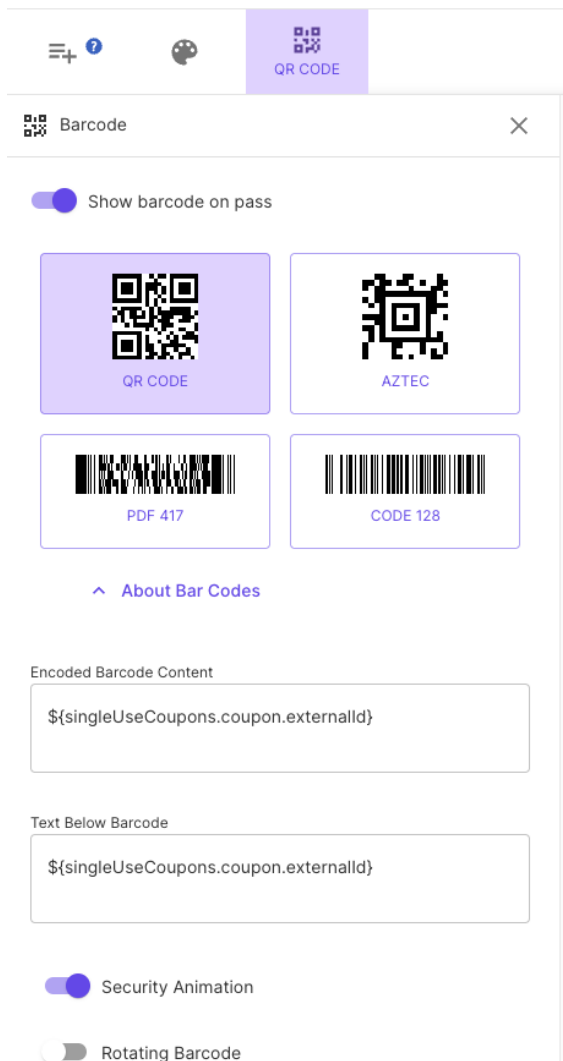 ?
QR CODE
Barcode
Show barcode on pass
QR CODE
AZTEC
PDF 417
CODE 128
About Bar Codes
Encoded Barcode Content
${singleUseCoupons.coupon.externalId}
Text Below Barcode
${singleUseCoupons.coupon.externalId}
Security Animation
Rotating Barcode